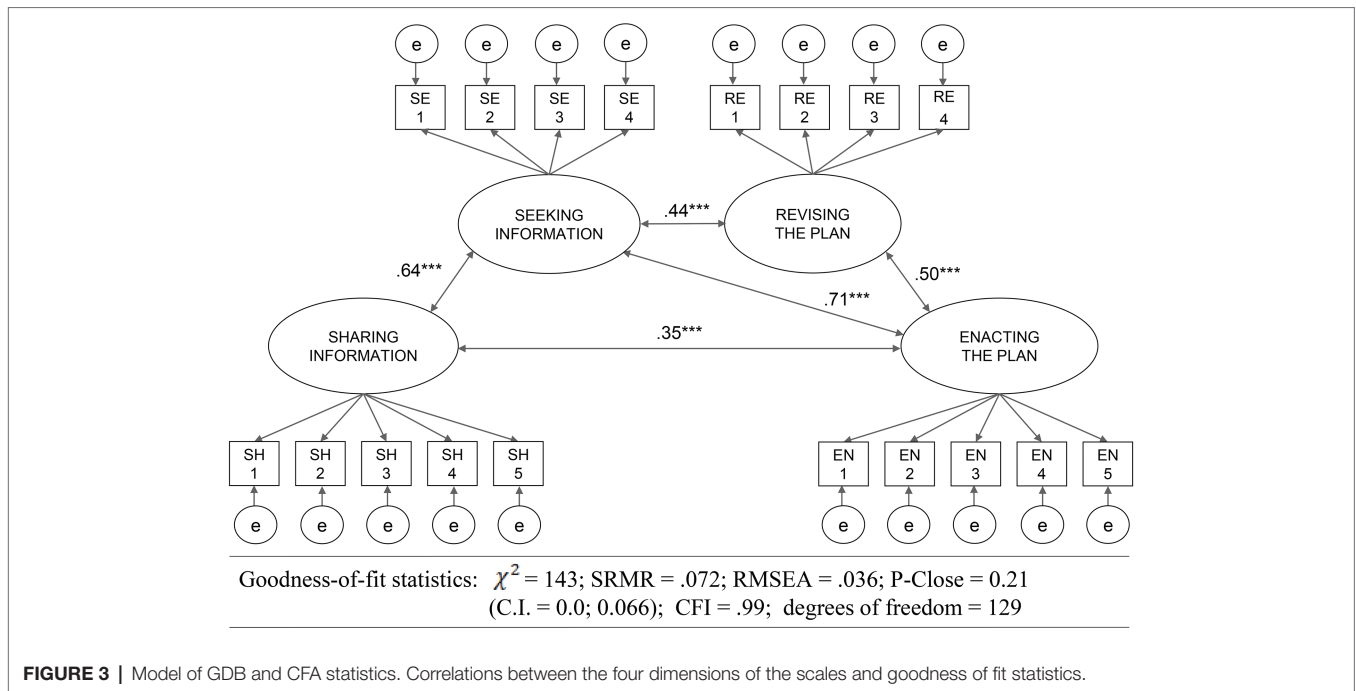 e e e e e e e e
SE SE SE SE RE RE RE RE
1 2 3 4 1 2 3 4
SEEKING
INFORMATION
.44***
REVISING
THE PLAN
.64***
.50***
.71***
SHARING
INFORMATION
.35***
ENACTING
THE PLAN
SH SH SH SH SH EN EN EN EN EN
1 2 3 4 5 1 2 3 4 5
e e e e e e e e e e
Goodness-of-fit statistics: χ² = 143; SRMR = .072; RMSEA = .036; P-Close = 0.21
(C.I. = 0.0; 0.066); CFI = .99; degrees of freedom = 129
FIGURE 3 | Model of GDB and CFA statistics. Correlations between the four dimensions of the scales and goodness of fit statistics.